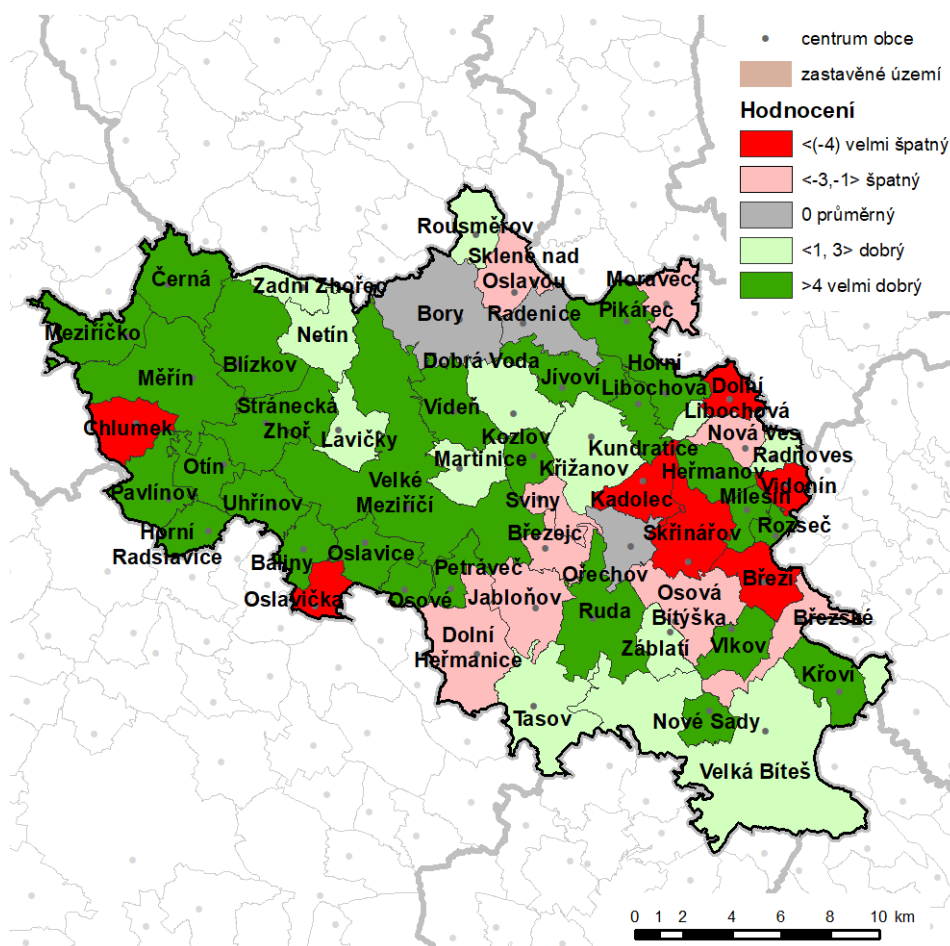 centrum obce
zastavěné území
Hodnocení
<(-4) velmi špatný
<-3,-1> špatný
0 průměrný
<1, 3> dobrý
>4 velmi dobrý
Rousměrov
Sklené nad
Oslavou
Černá
Zadní Zhořec
Moravec
Pikárec
Bory
Radenice
Meziříčko
Netín
Blízkov
Dobrá Voda
Horní
Libochová
Měřín
Jívoví
Dolní
Libochová
Stránecká
Zhoř
Vídeň
Chlumek
Lavičky
Kozlov
Nová Ves
Kundratice
Radňoves
Martinice
Křižanov
Otín
Heřmanov
Velké
Meziříčí
Vidonín
Pavlínov
Uhřínov
Sviny
Kadolec
Milešín
Rozseč
Horní
Radslavice
Březejc
Skřinářov
Oslavice
Baliny
Petráveč
Ořechov
Březí
Oslavička
Osové
Jabloňov
Ruda
Osová
Bítýška
Březské
Dolní
Heřmanice
Záblatí
Vlkov
Křoví
Tasov
Nové Sady
Velká Bíteš
0 1 2 4 6 8 10 km